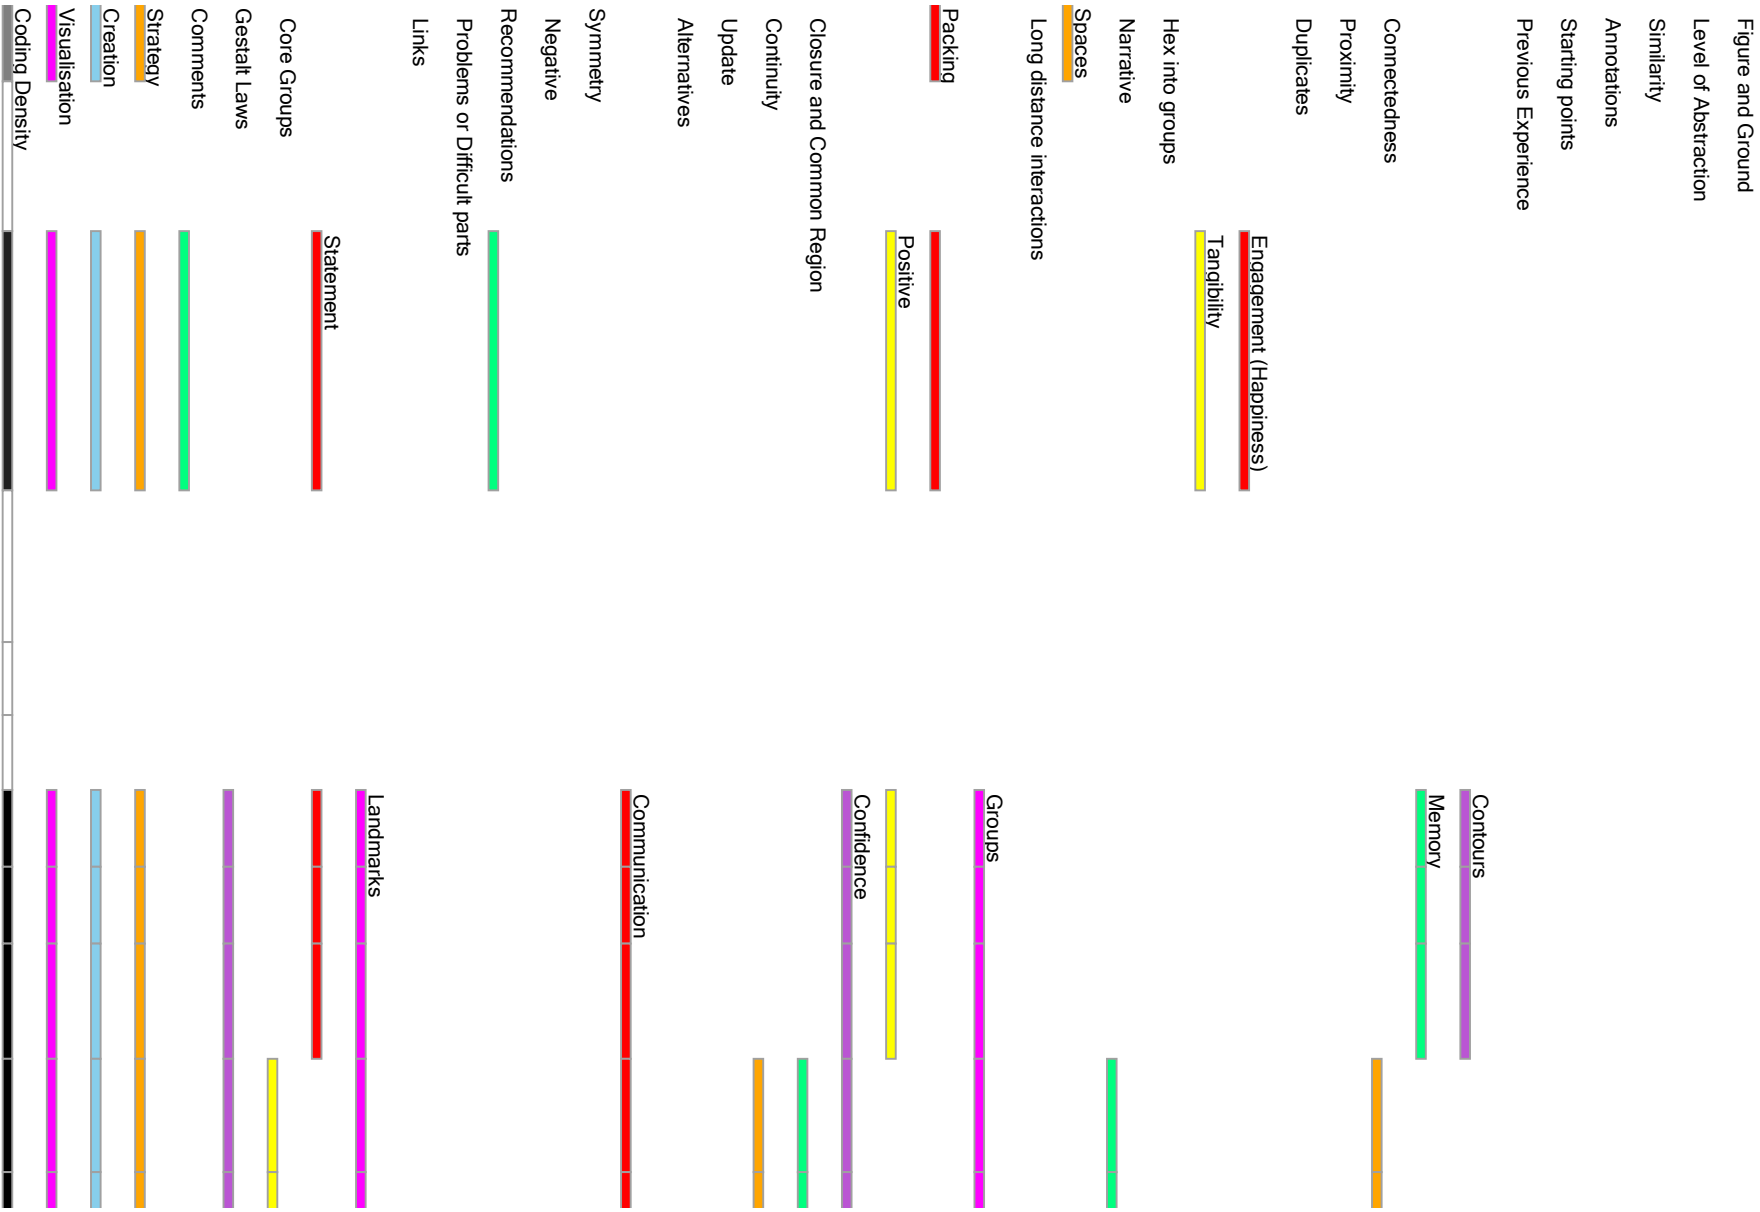 Coding Density
Visualisation
Creation
Strategy
Comments
Gestalt Laws
Core Groups
Statement
Landmarks
Links
Problems or Difficult parts
Recommendations
Negative
Symmetry
Communication
Alternatives
Update
Continuity
Closure and Common Region
Confidence
Positive
Packing
Groups
Long distance interactions
Spaces
Narrative
Hex into groups
Tangibility
Engagement (Happiness)
Duplicates
Proximity
Connectedness
Memory
Contours
Previous Experience
Starting points
Annotations
Similarity
Level of Abstraction
Figure and Ground